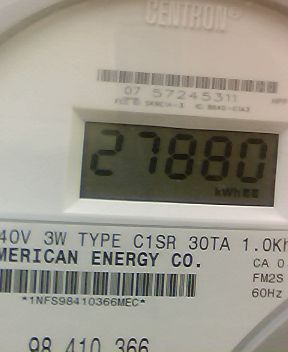 CENTRON®
07 57245311
27880
kWh
40V 3W TYPE C1SR 30TA 1.0Kh
MERICAN ENERGY CO.
CA 0
FM2S
*1NFS98410366MEC*
60Hz
98 410 366